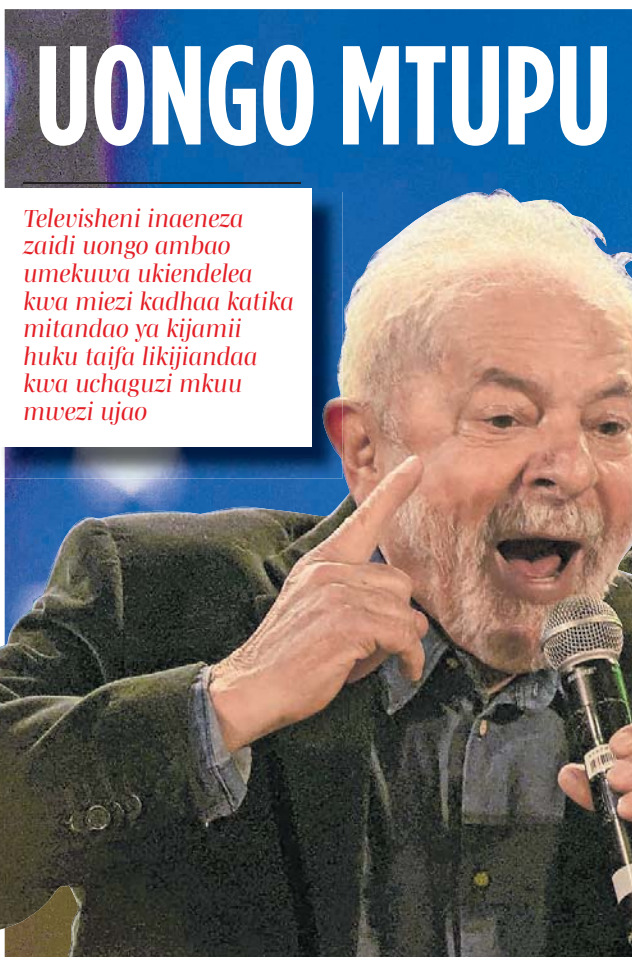 UONGO MTUPU
Televisheni inaeneza
zaidi uongo ambao
umekuwa ukiendelea
kwa miezi kadhaa katika
mitandao ya kijamii
huku taifa likijiandaa
kwa uchaguzi mkuu
mwezi ujao